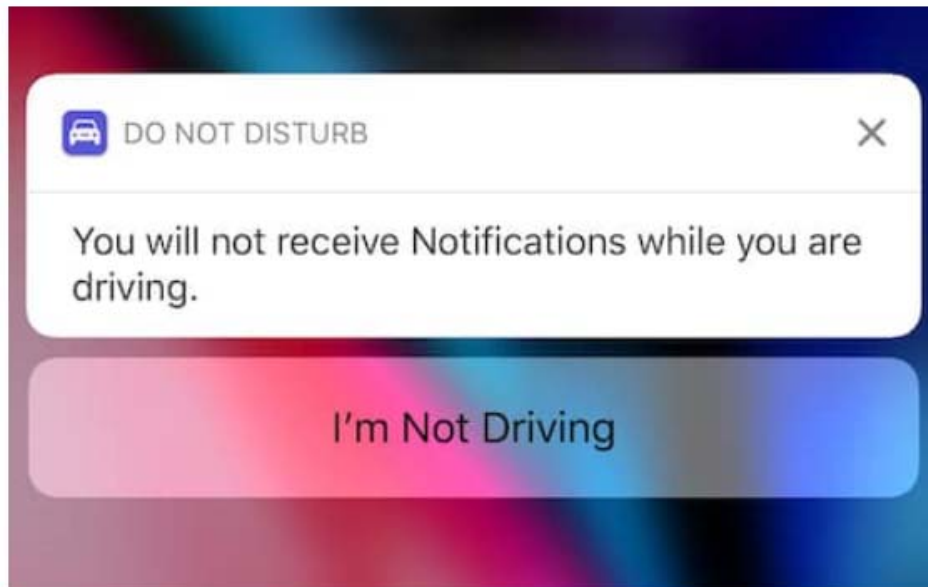 DO NOT DISTURB
You will not receive Notifications while you are
driving.
I'm Not Driving